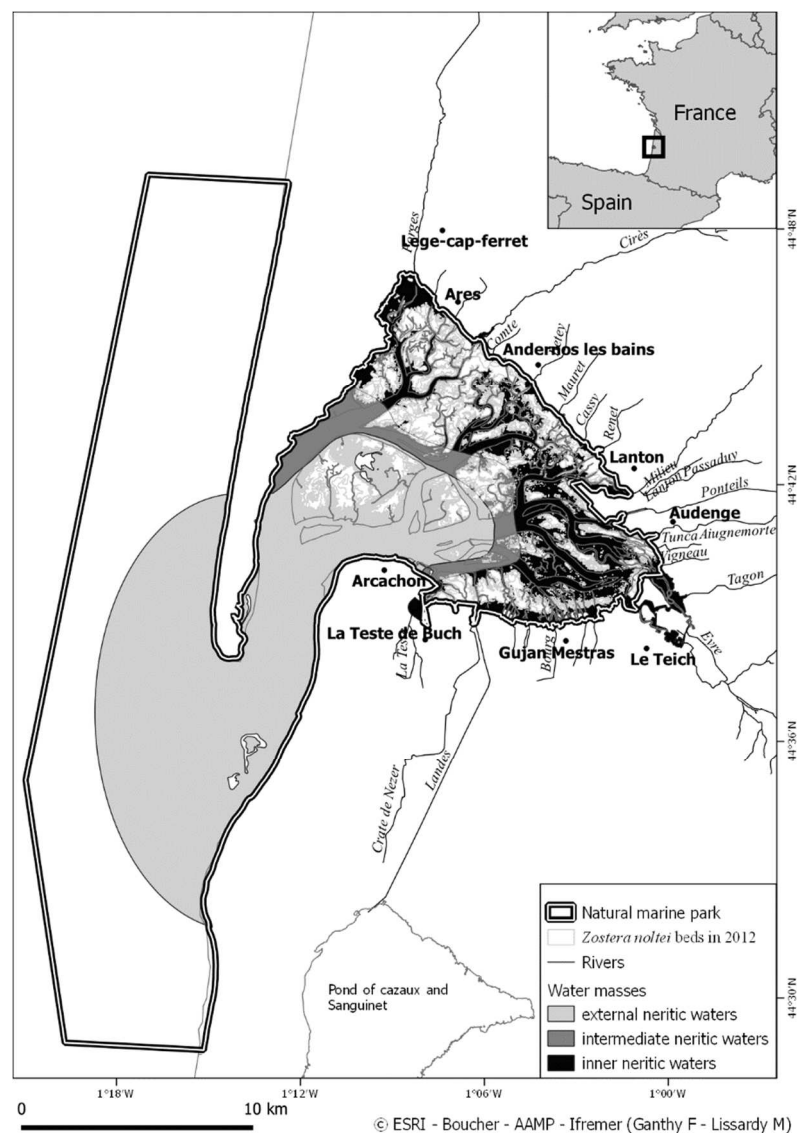 France
Spain
44°48'N
Lège-cap-ferret
Cirès
Ares
Comte
Andernos les bains
Mauret
Cassy
Renet
Lanton
Milieu
Lanton Passaduy
44°42'N
Ponteils
Audenge
Tunca Aiugnemorte
Vigneau
Arcachon
Tagon
La Teste de Buch
La Teste
Gujan Mestras
Bourg
Le Teich
Eyre
44°36'N
Landes
Crate de Nezer
Natural marine park
Zostera noltei beds in 2012
Rivers
Pond of cazaux and
Sanguinet
Water masses
external neritic waters
intermediate neritic waters
inner neritic waters
44°30'N
1°18'W
1°12'W
1°06'W
1°00'W
0
10 km
© ESRI - Boucher - AAMP - Ifremer (Ganthy F - Lissardy M)